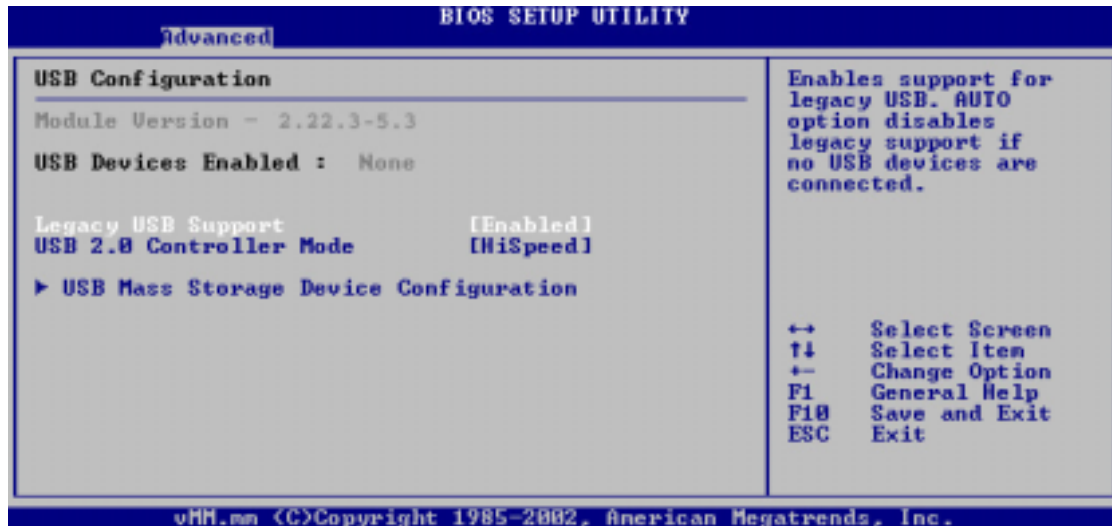 BIOS SETUP UTILITY
Advanced
USB Configuration
Module Version - 2.22.3-5.3
USB Devices Enabled : None
Legacy USB Support [Enabled]
USB 2.0 Controller Mode [HiSpeed]
► USB Mass Storage Device Configuration
Enables support for
legacy USB. AUTO
option disables
legacy support if
no USB devices are
connected.
↔ Select Screen
↑↓ Select Item
+- Change Option
F1 General Help
F10 Save and Exit
ESC Exit
vMM.mm (C)Copyright 1985-2002, American Megatrends, Inc.